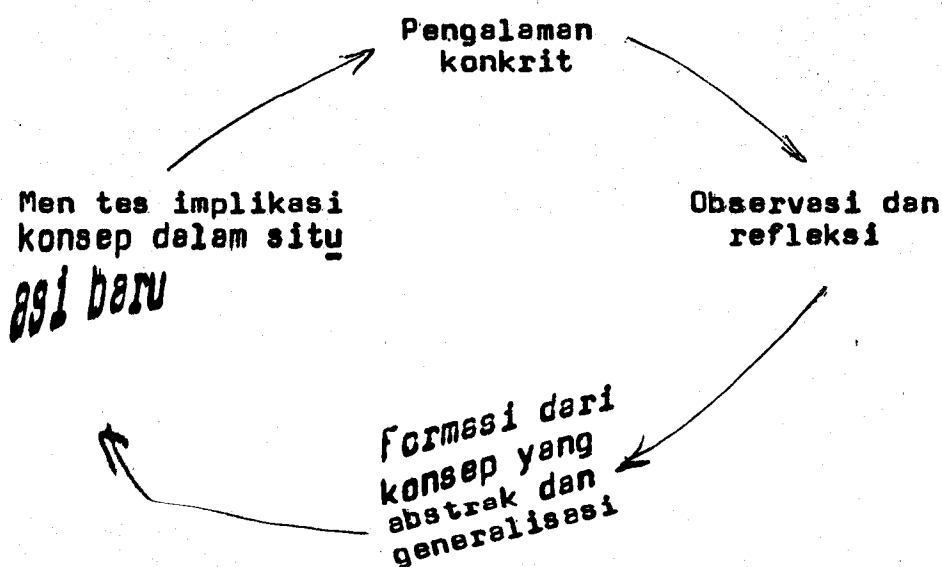 Pengalaman
konkrit
Observasi dan
refleksi
Formasi dari
konsep yang
abstrak dan
generalisasi
Men tes implikasi
konsep dalam situ
asi baru